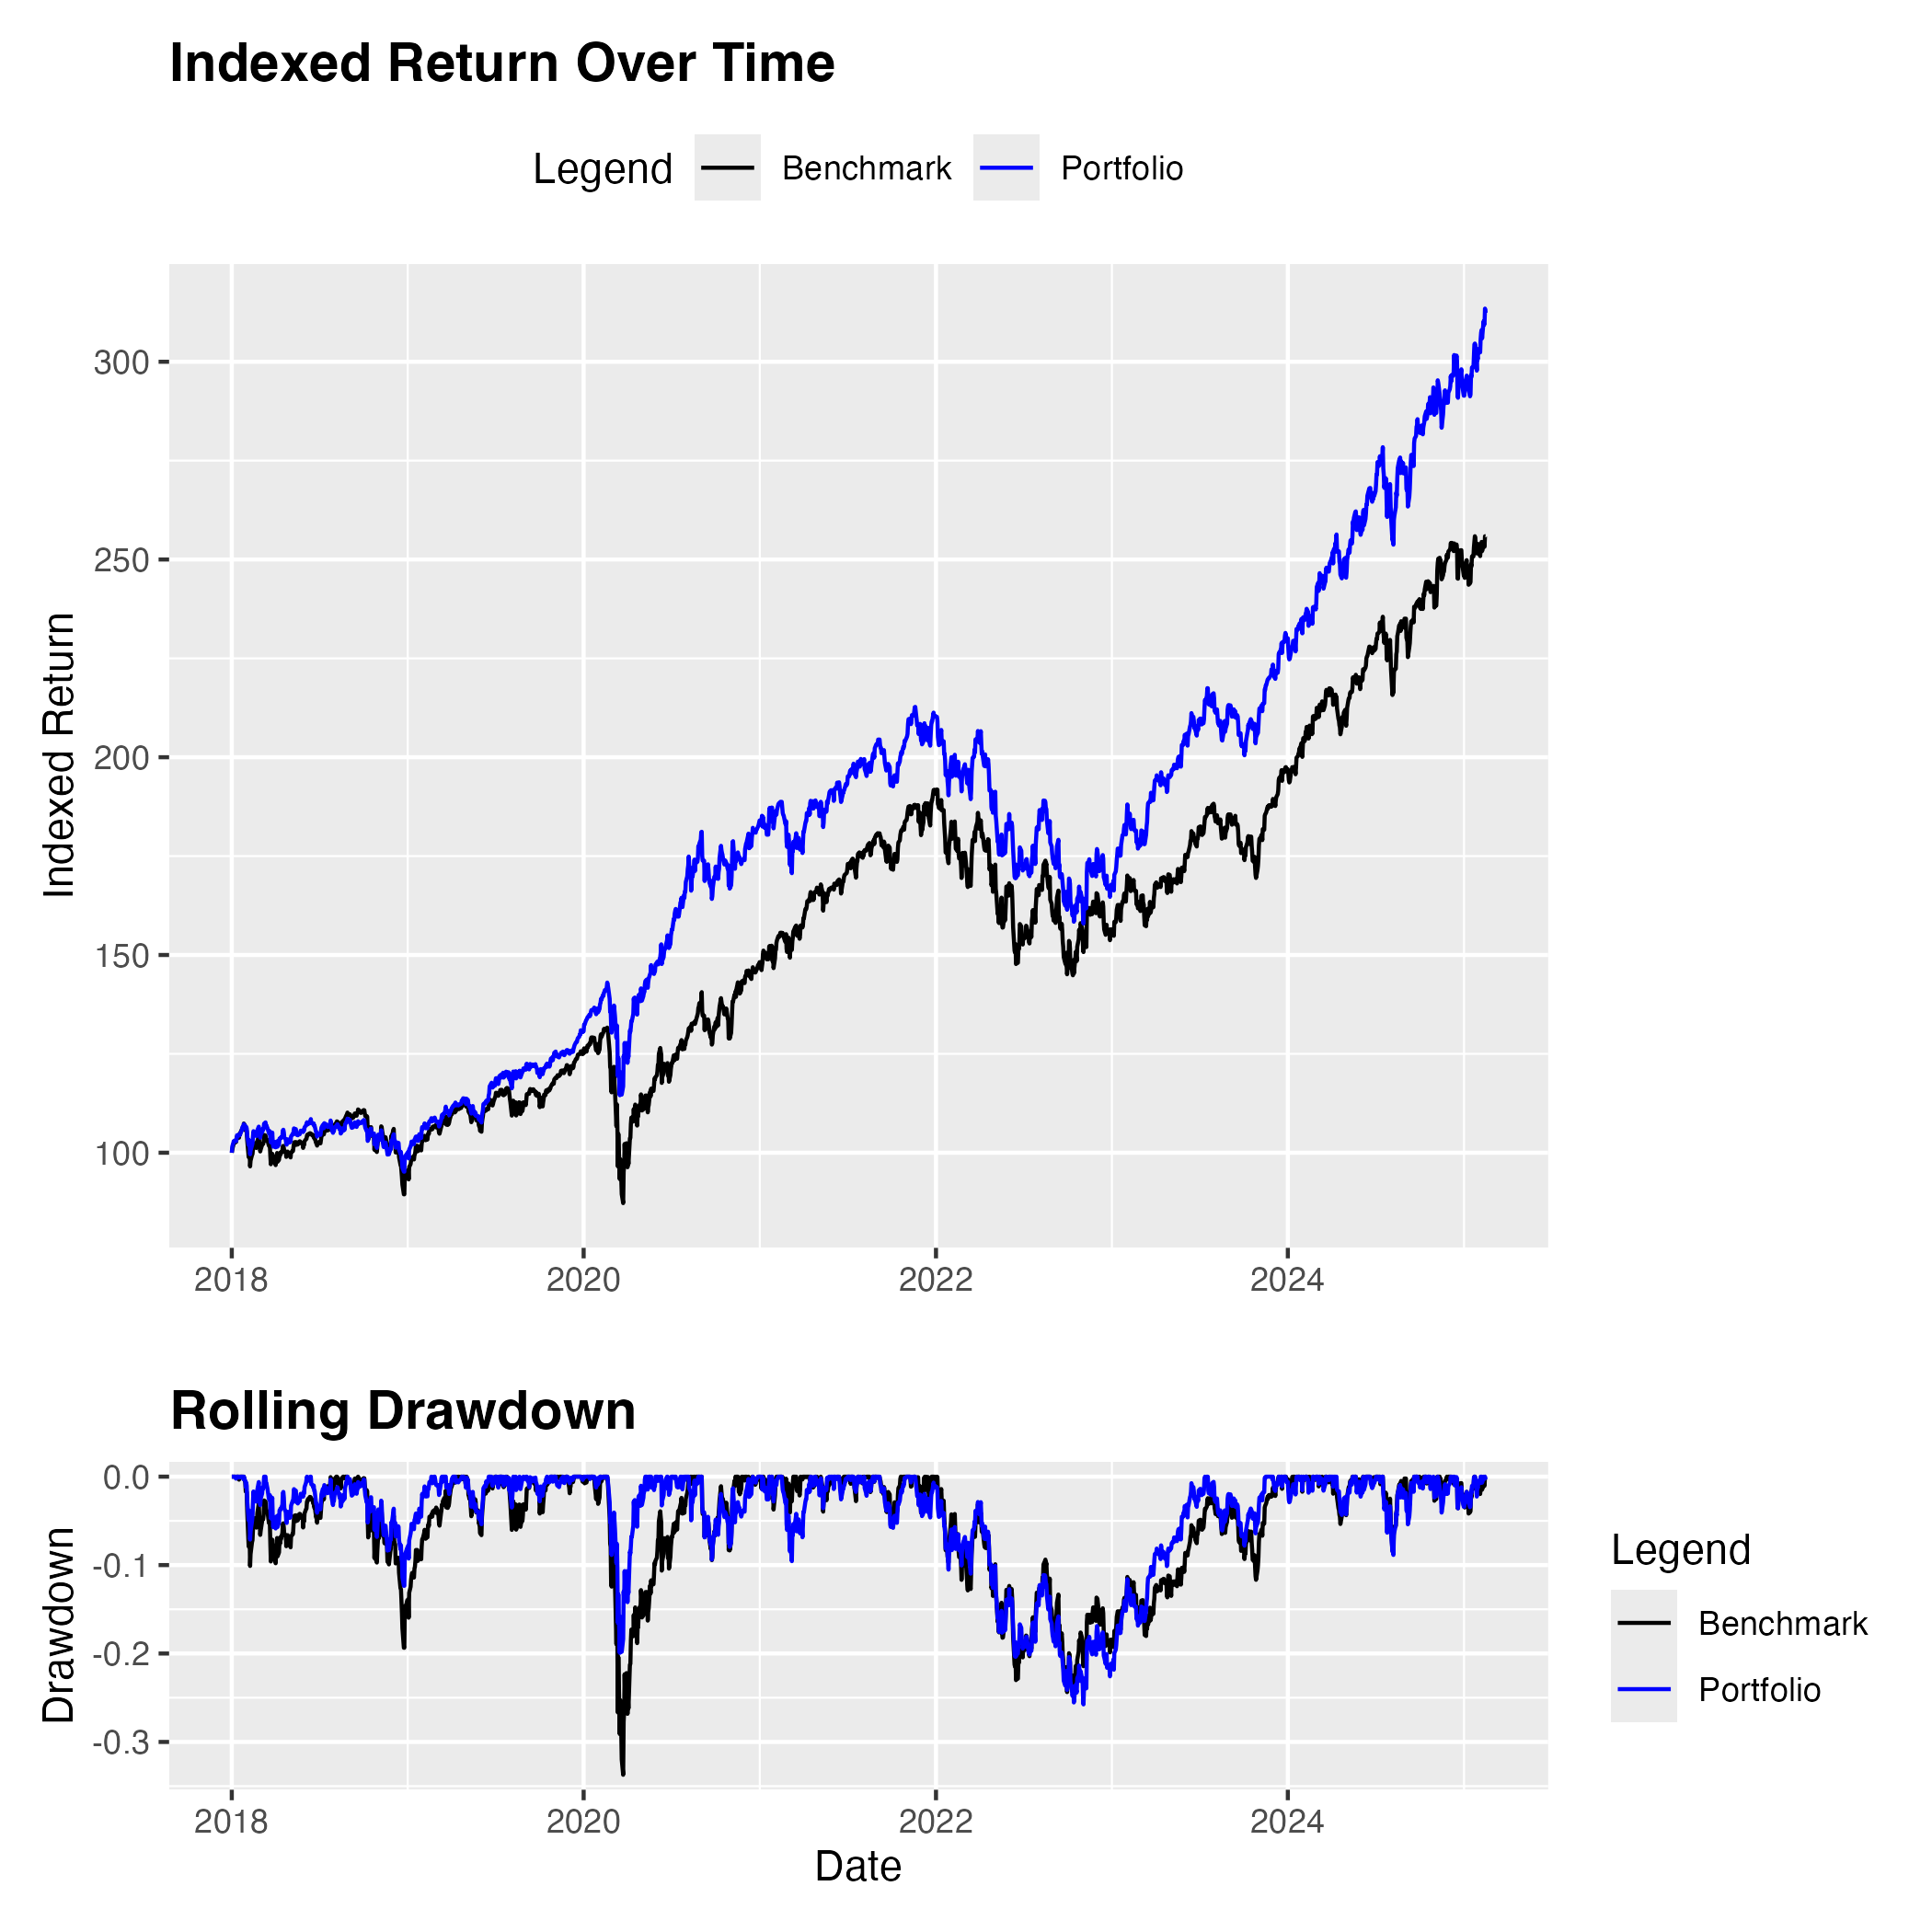 Indexed Return Over Time
Legend Benchmark Portfolio
Indexed Return
300
250
200
150
100
2018 2020 2022 2024
Rolling Drawdown
Drawdown
0.0
-0.1
-0.2
-0.3
2018 2020 2022 2024
Date
Legend
Benchmark
Portfolio